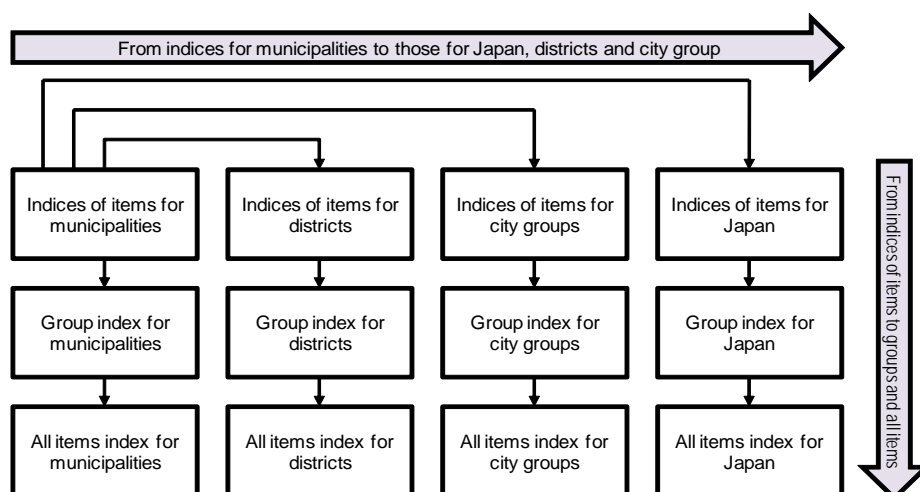 From indices for municipalities to those for Japan, districts and city group
Indices of items for
municipalities
Indices of items for
districts
Indices of items for
city groups
Indices of items for
Japan
From indices of items to groups and all items
Group index for
municipalities
Group index for
districts
Group index for
city groups
Group index for
Japan
All items index for
municipalities
All items index for
districts
All items index for
city groups
All items index for
Japan